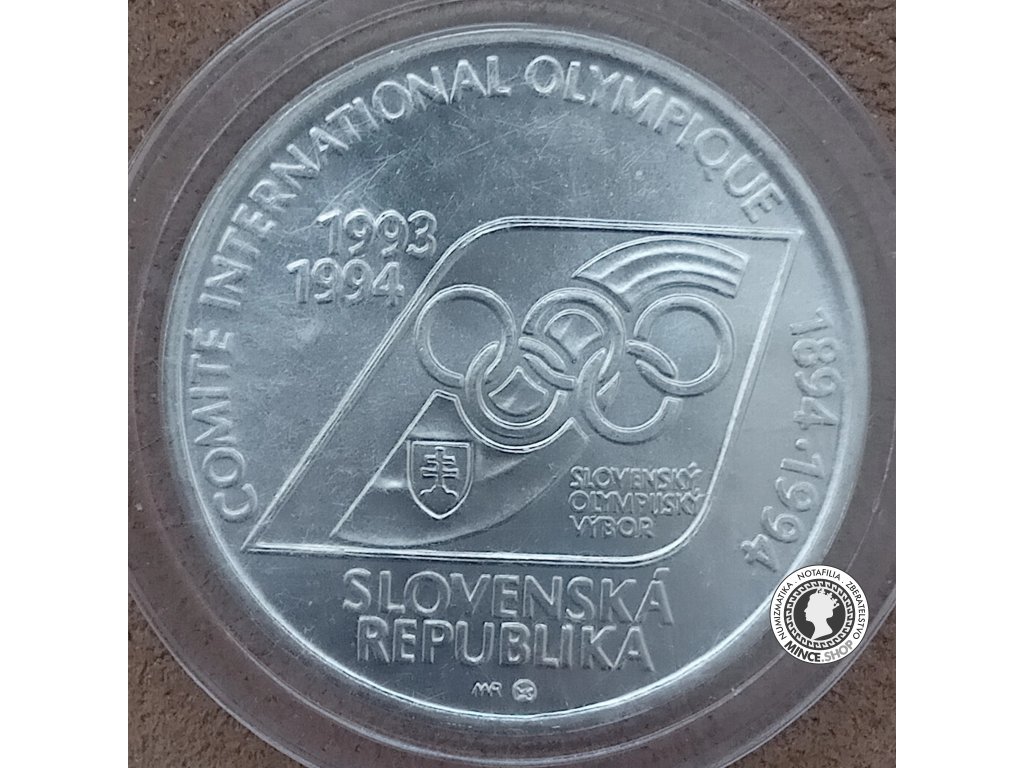 COMITÉ INTERNATIONAL OLYMPIQUE
1894·1994
1993
1994
SLOVENSKÝ
OLYMPIJSKÝ
VÝBOR
SLOVENSKÁ
REPUBLIKA
MR
NUMIZMATIKA . NOTAFILIA . ZBERATEĽSTVO
MINCE.SHOP